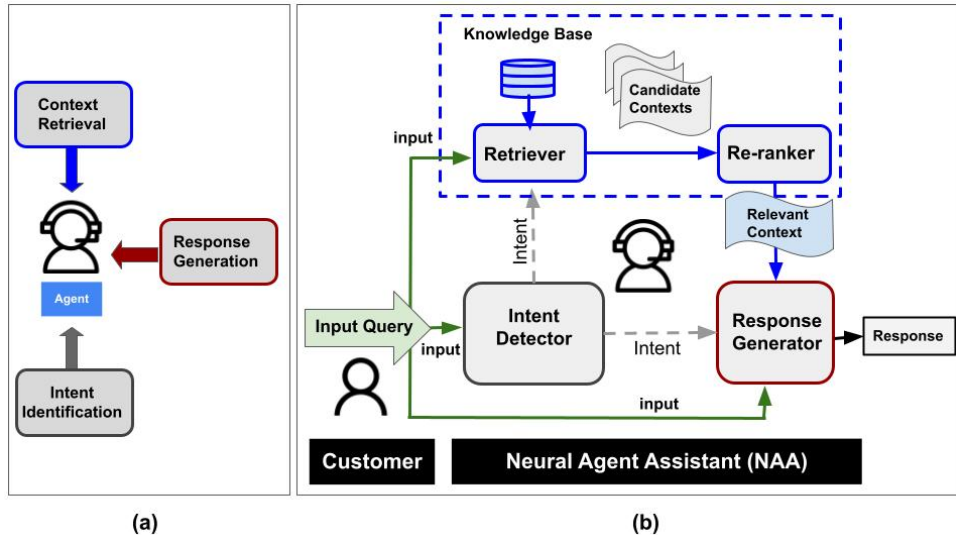 Context
Retrieval
Response
Generation
Agent
Intent
Identification
(a)
Knowledge Base
Candidate
Contexts
input
Retriever
Re-ranker
Relevant
Context
Intent
Input Query
input
Intent
Detector
Intent
Response
Generator
Response
input
Customer
Neural Agent Assistant (NAA)
(b)